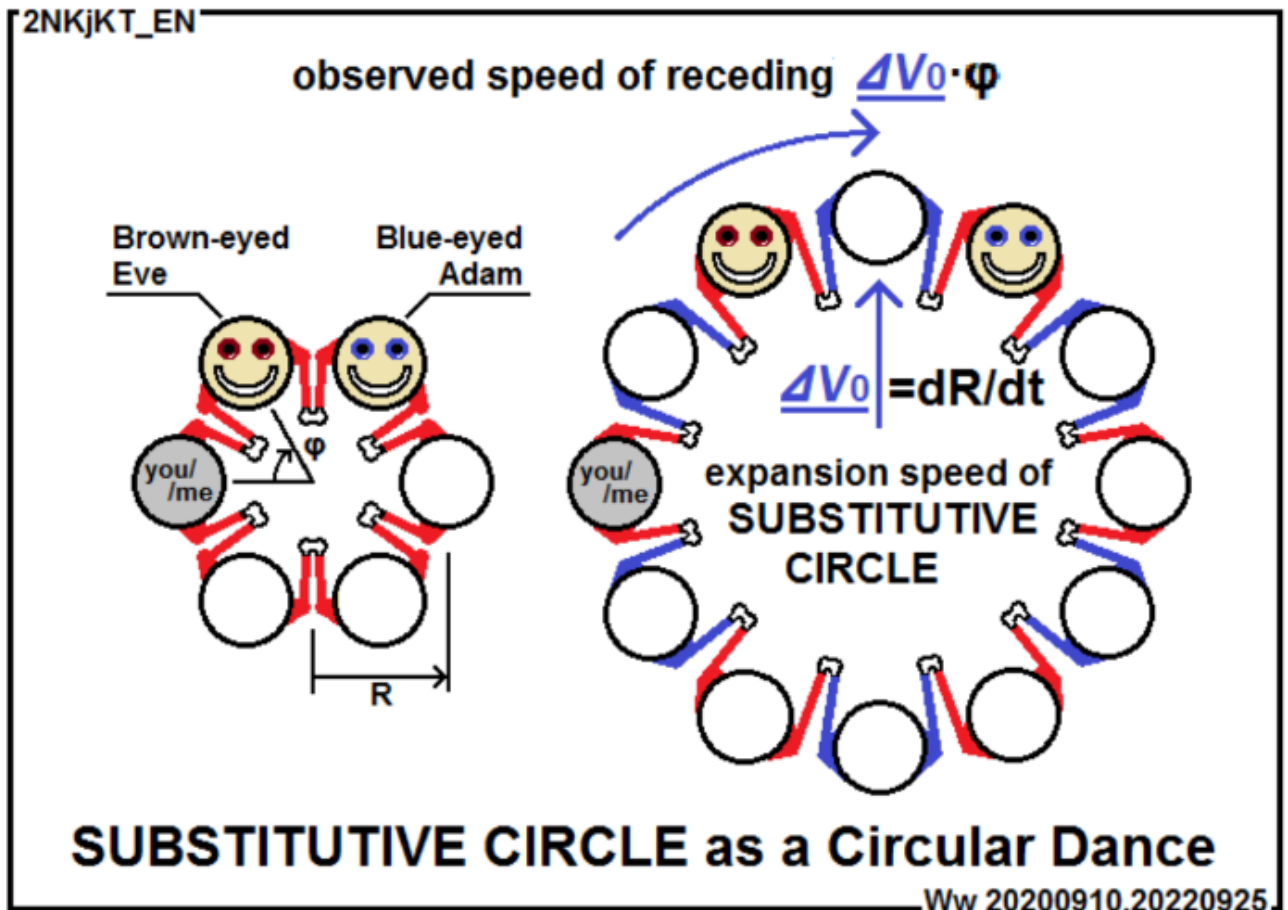 2NKjKT_EN
observed speed of receding ΔV0·φ
Brown-eyed
Eve
Blue-eyed
Adam
φ
you/
/me
R
ΔV0 =dR/dt
you/
/me
expansion speed of
SUBSTITUTIVE
CIRCLE
SUBSTITUTIVE CIRCLE as a Circular Dance
Ww 20200910,20220925